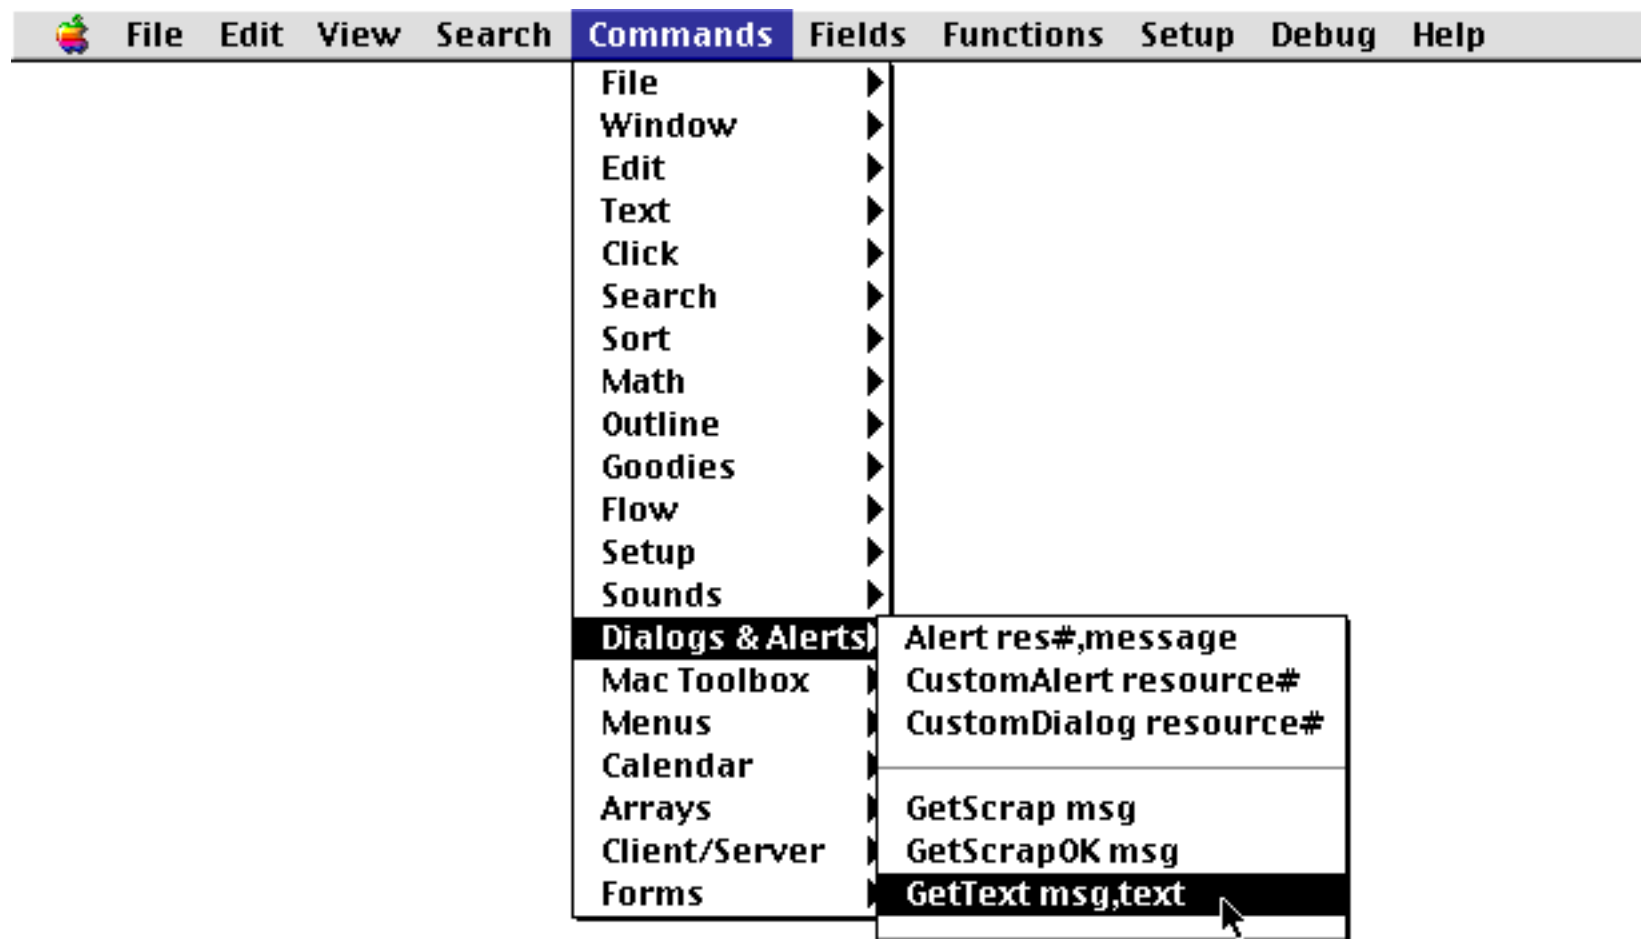 File Edit View Search Commands Fields Functions Setup Debug Help
File
Window
Edit
Text
Click
Search
Sort
Math
Outline
Goodies
Flow
Setup
Sounds
Dialogs & Alerts
Mac Toolbox
Menus
Calendar
Arrays
Client/Server
Forms
Alert res#,message
CustomAlert resource#
CustomDialog resource#
GetScrap msg
GetScrapOK msg
GetText msg,text